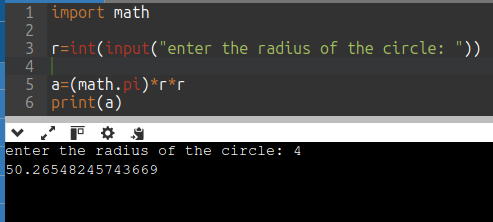 1 import math
2
3 r=int(input("enter the radius of the circle: "))
4
5 a=(math.pi)*r*r
6 print(a)
enter the radius of the circle: 4
50.26548245743669